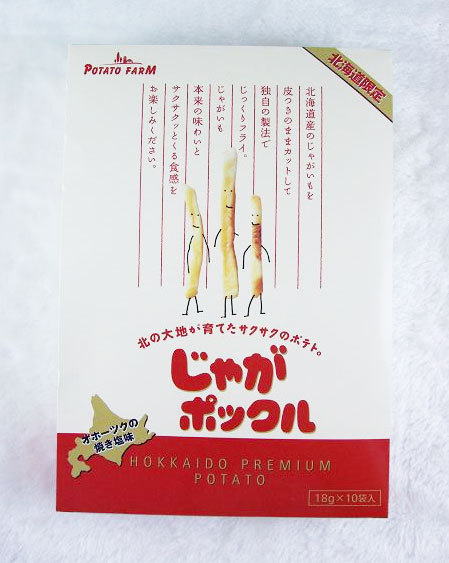 POTATO FARM
北海道限定
北海道産のじゃがいもを
皮つきのままカットして
独自の製法で
じっくりフライ。
じゃがいも
本来の味わいと
サクサクッとくる食感を
お楽しみください。
北の大地が育てたサクサクのポテト。
じゃが
ポックル
オホーツクの
焼き塩味
HOKKAIDO PREMIUM
POTATO
18g×10袋入